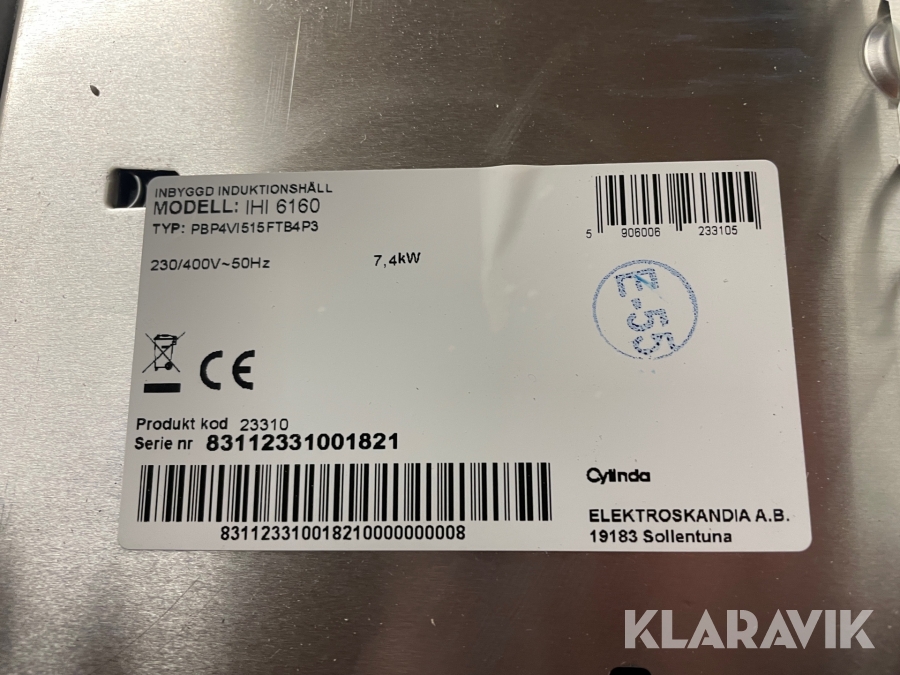 INBYGGD INDUKTIONSHÄLL
MODELL: IHI 6160
TYP: PBP4VI515FTB4P3
230/400V~50Hz 7,4kW
5 906006 233105
E.55
CE
Produkt kod 23310
Serie nr 83112331001821
831123310018210000000008
Cylinda
ELEKTROSKANDIA A.B.
19183 Sollentuna
KLARAVIK